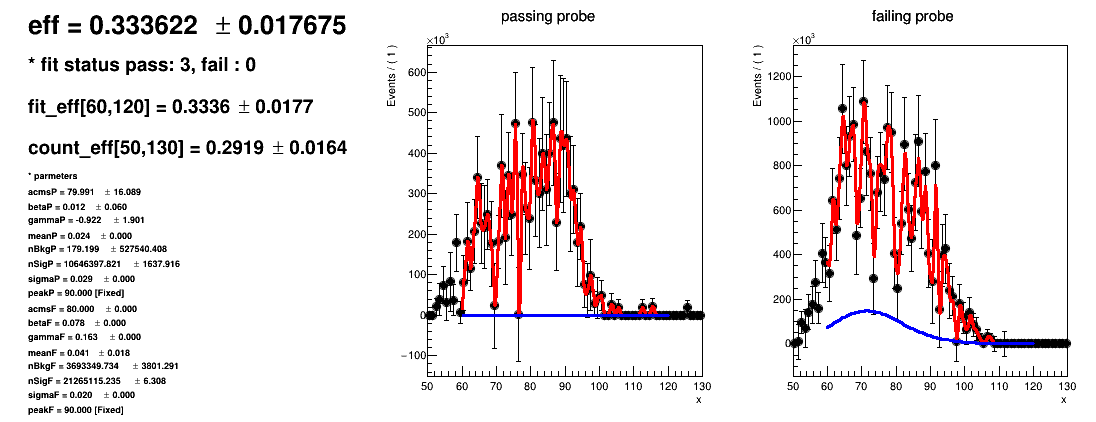 eff = 0.333622 ± 0.017675
* fit status pass: 3, fail : 0
fit_eff[60,120] = 0.3336 ± 0.0177
count_eff[50,130] = 0.2919 ± 0.0164
* parmeters
acmsP = 79.991 ± 16.089
betaP = 0.012 ± 0.060
gammaP = -0.922 ± 1.901
meanP = 0.024 ± 0.000
nBkgP = 179.199 ± 527540.408
nSigP = 10646397.821 ± 1637.916
sigmaP = 0.029 ± 0.000
peakP = 90.000 [Fixed]
acmsF = 80.000 ± 0.000
betaF = 0.078 ± 0.000
gammaF = 0.163 ± 0.000
meanF = 0.041 ± 0.018
nBkgF = 3693349.734 ± 3801.291
nSigF = 21265115.235 ± 6.308
sigmaF = 0.020 ± 0.000
peakF = 90.000 [Fixed]
passing probe
×10³
Events / ( 1 )
600
500
400
300
200
100
0
−100
50 60 70 80 90 100 110 120 130
x
failing probe
×10³
Events / ( 1 )
1200
1000
800
600
400
200
0
50 60 70 80 90 100 110 120 130
x